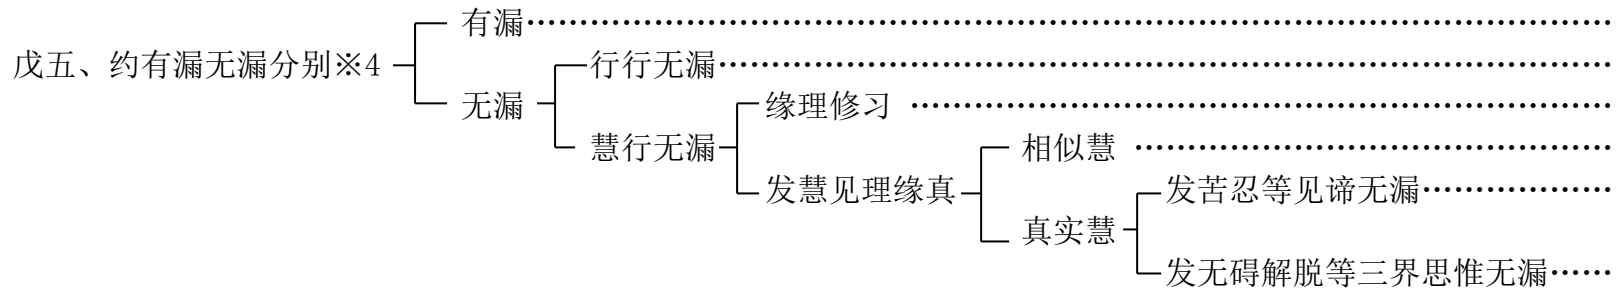 有漏……………………………………………………………………
戊五、约有漏无漏分别※4
行行无漏………………………………………………………
无漏
缘理修习 …………………………………………
慧行无漏
相似慧 ……………………………
发慧见理缘真
发苦忍等见谛无漏…………
真实慧
发无碍解脱等三界思惟无漏……